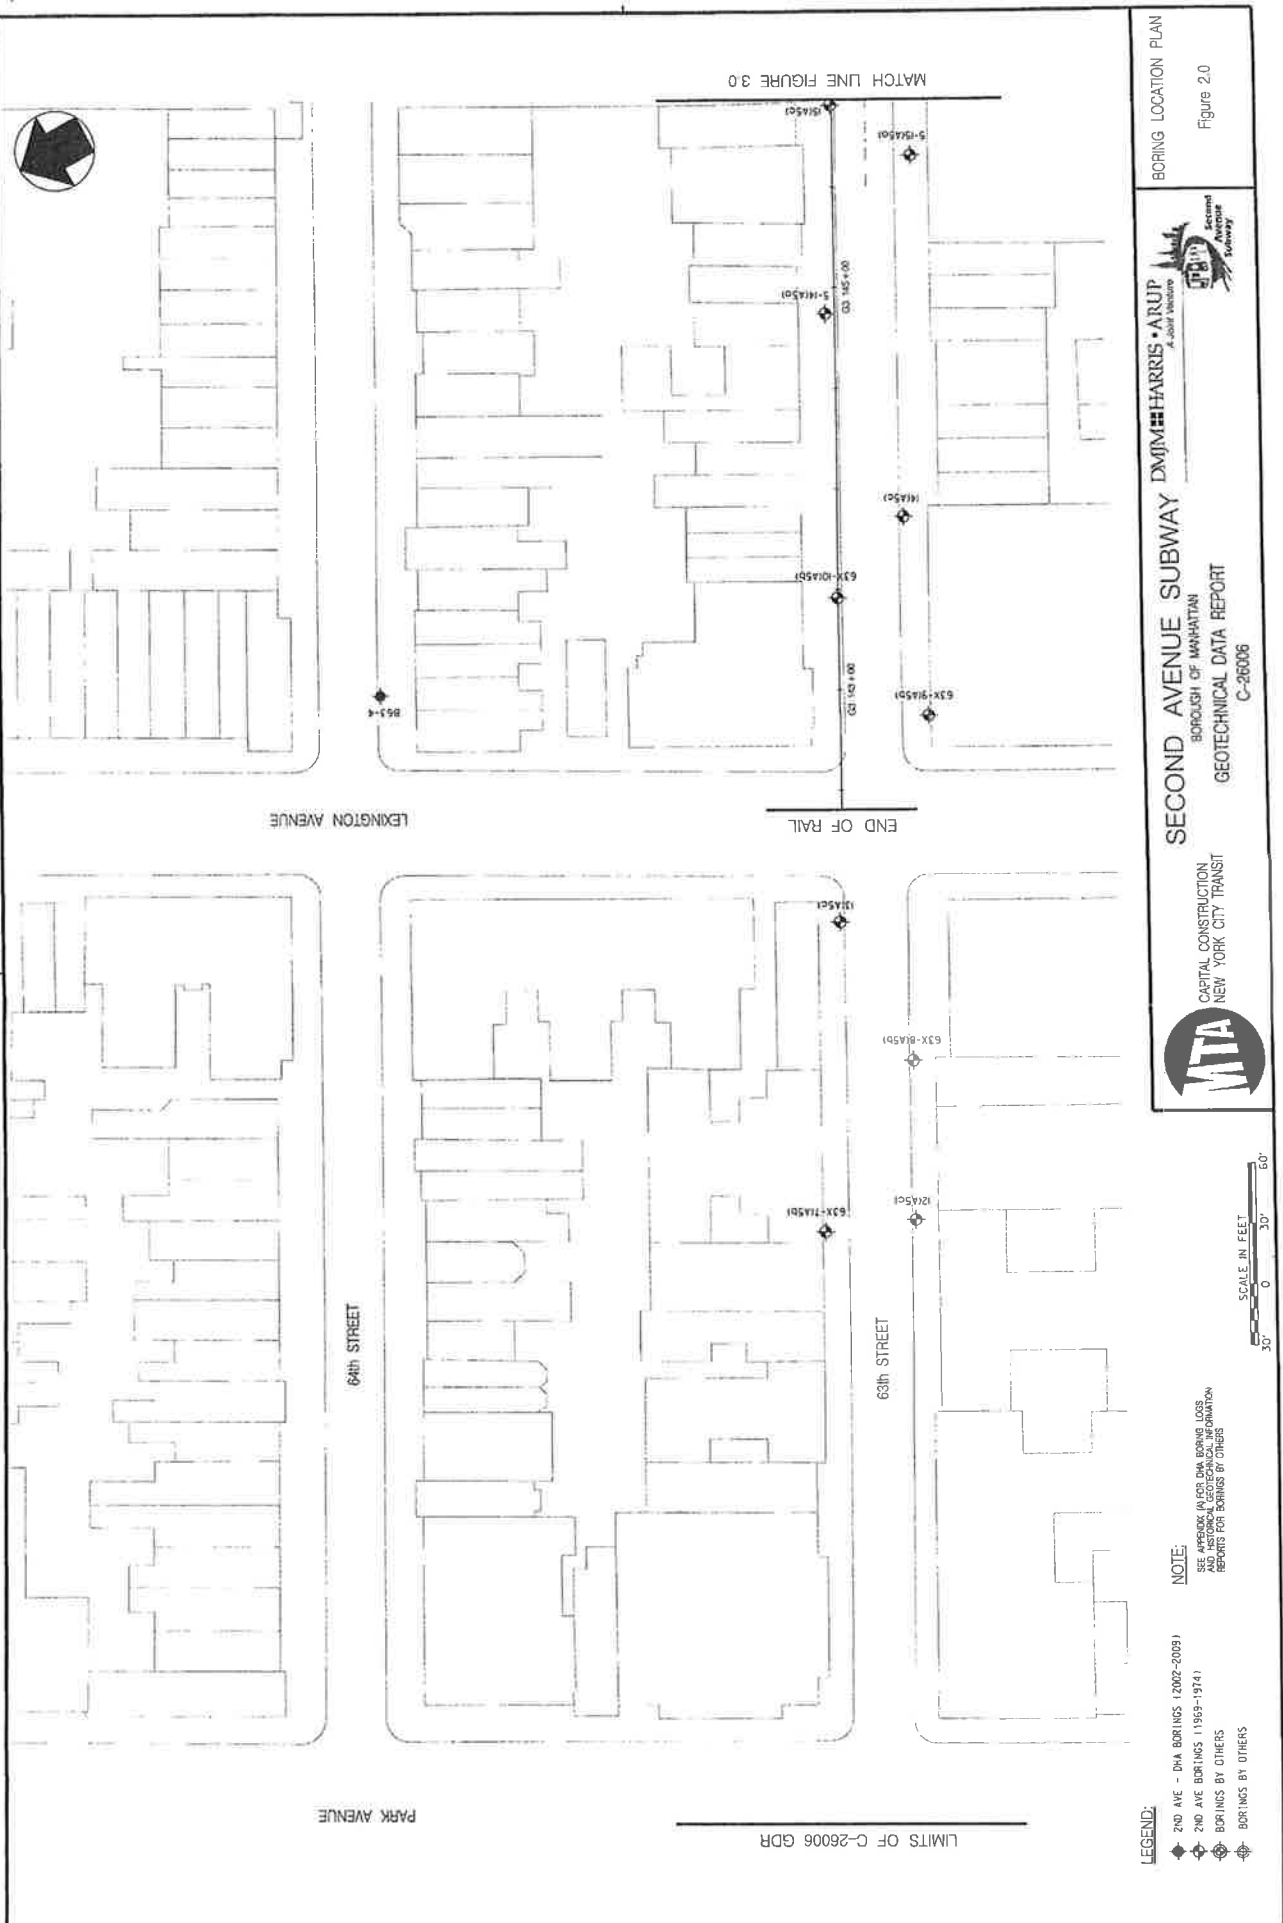 MATCH LINE FIGURE 3.0
15(A5c)
5-15(A5a)
5-14(A5a)
G3 145+00
14(A5c)
63X-10(A5b)
G3 143+00
63X-9(A5b)
B63-4
LEXINGTON AVENUE
END OF RAIL
13(A5c)
63X-8(A5b)
12(A5c)
63X-7(A5b)
64th STREET
63th STREET
PARK AVENUE
LIMITS OF C-26006 GDR
LEGEND:
2ND AVE - DHA BORINGS (2002-2009)
2ND AVE BORINGS (1969-1974)
BORINGS BY OTHERS
BORINGS BY OTHERS
NOTE:
SEE APPENDIX (A) FOR DHA BORING LOGS
AND HISTORICAL GEOTECHNICAL INFORMATION
REPORTS FOR BORINGS BY OTHERS
SCALE IN FEET
30' 0 30' 60'
MTA
CAPITAL CONSTRUCTION
NEW YORK CITY TRANSIT
SECOND AVENUE SUBWAY
BOROUGH OF MANHATTAN
GEOTECHNICAL DATA REPORT
C-26006
DMJM HARRIS • ARUP
A Joint Venture
Second
Avenue
Subway
BORING LOCATION PLAN
Figure 2.0